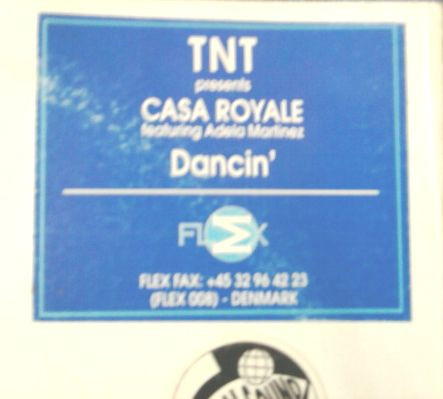 TNT
presents
CASA ROYALE
featuring Adela Martinez
Dancin'
FLEX
FLEX FAX: +45 32 96 42 23
(FLEX 008) - DENMARK